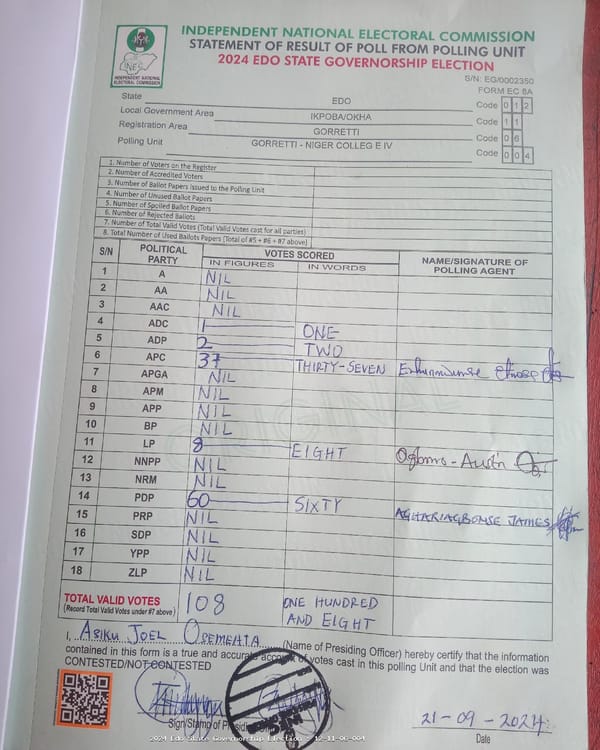 INDEPENDENT NATIONAL ELECTORAL COMMISSION
STATEMENT OF RESULT OF POLL FROM POLLING UNIT
2024 EDO STATE GOVERNORSHIP ELECTION
INDEPENDENT NATIONAL
ELECTORAL COMMISSION
S/N: EG/0002350
FORM EC 8A
State EDO Code 0 1 2
Local Government Area IKPOBA/OKHA Code 1 1
Registration Area GORRETTI Code 0 6
Polling Unit GORRETTI - NIGER COLLEG E IV Code 0 0 4
1. Number of Voters on the Register
2. Number of Accredited Voters
3. Number of Ballot Papers Issued to the Polling Unit
4. Number of Unused Ballot Papers
5. Number of Spoiled Ballot Papers
6. Number of Rejected Ballots
7. Number of Total Valid Votes (Total Valid Votes cast for all parties)
8. Total Number of Used Ballots Papers (Total of #5 + #6 + #7 above)
S/N POLITICAL PARTY VOTES SCORED NAME/SIGNATURE OF POLLING AGENT
IN FIGURES IN WORDS
1 A NIL
2 AA NIL
3 AAC NIL
4 ADC 1 ONE
5 ADP 2 TWO
6 APC 37 THIRTY-SEVEN
7 APGA NIL
8 APM NIL
9 APP NIL
10 BP NIL
11 LP 8 EIGHT
12 NNPP NIL Ogbomo-Austin
13 NRM NIL
14 PDP 60 SIXTY
15 PRP NIL AGHARIAGBONSE JAMES
16 SDP NIL
17 YPP NIL
18 ZLP NIL
TOTAL VALID VOTES 108 ONE HUNDRED
(Record Total Valid Votes under #7 above) AND EIGHT
I, ASIKU JOEL OSEMEHTA (Name of Presiding Officer) hereby certify that the information
contained in this form is a true and accurate account of votes cast in this polling Unit and that the election was
CONTESTED/NOT CONTESTED
Sign/Stamp of
21-09-2024
Date
2024 Edo State Governorship Election - 12-11-06-004